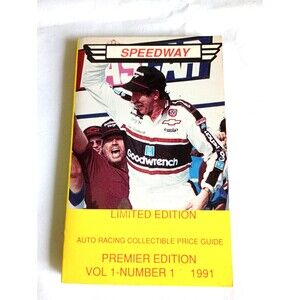 SPEEDWAY
Goodwrench
LIMITED EDITION
AUTO RACING COLLECTIBLE PRICE GUIDE
PREMIER EDITION
VOL 1-NUMBER 1 1991